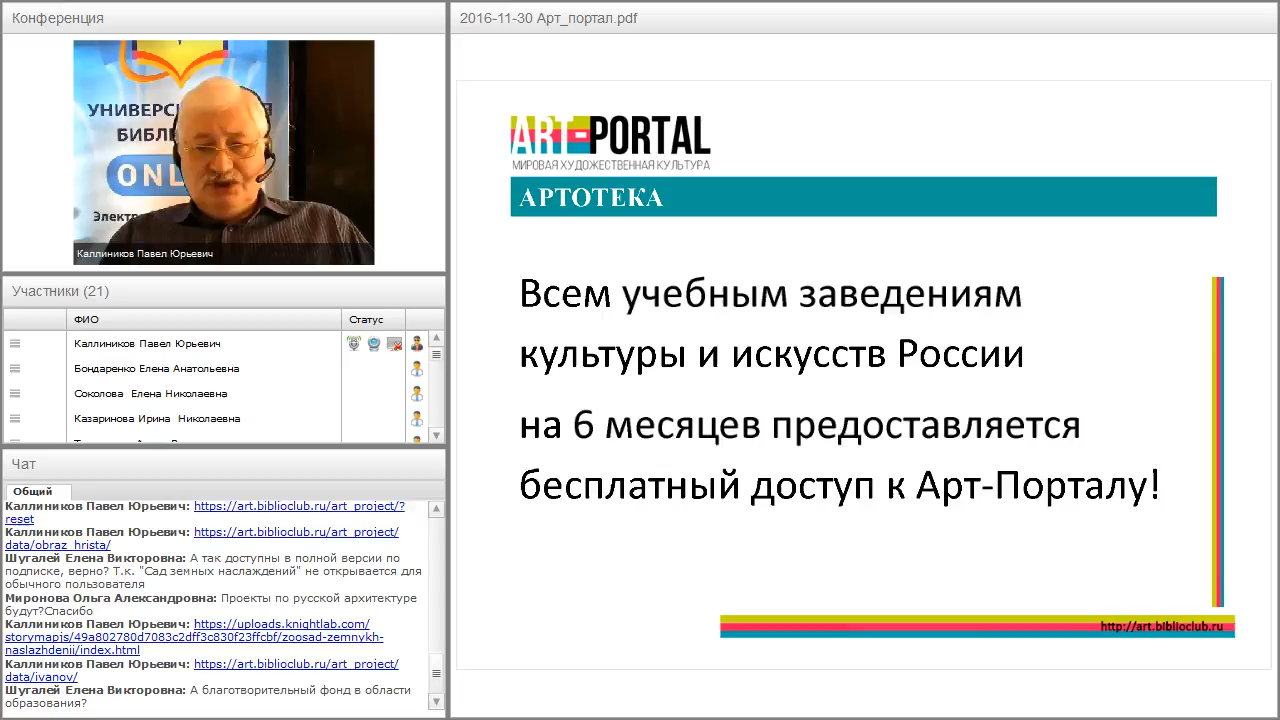 Конференция
УНИВЕРС
БИБЛ
ONL
Электр
Каллиников Павел Юрьевич
Участники (21)
ФИО
Статус
Каллиников Павел Юрьевич
Бондаренко Елена Анатольевна
Соколова Елена Николаевна
Казаринова Ирина Николаевна
Чат
Общий
Каллиников Павел Юрьевич: https://art.biblioclub.ru/art_project/?
reset
Каллиников Павел Юрьевич: https://art.biblioclub.ru/art_project/
data/obraz_hrista/
Шугалей Елена Викторовна: А так доступны в полной версии по
подписке, верно? Т.к. "Сад земных наслаждений" не открывается для
обычного пользователя
Миронова Ольга Александровна: Проекты по русской архитектуре
будут?Спасибо
Каллиников Павел Юрьевич: https://uploads.knightlab.com/
storymapjs/49a802780d7083c2dff3c830f23ffcbf/zoosad-zemnykh-
naslazhdenii/index.html
Каллиников Павел Юрьевич: https://art.biblioclub.ru/art_project/
data/ivanov/
Шугалей Елена Викторовна: А благотворительный фонд в области
образования?
2016-11-30 Арт_портал.pdf
ART-PORTAL
МИРОВАЯ ХУДОЖЕСТВЕННАЯ КУЛЬТУРА
АРТОТЕКА
Всем учебным заведениям
культуры и искусств России
на 6 месяцев предоставляется
бесплатный доступ к Арт-Порталу!
http://art.biblioclub.ru